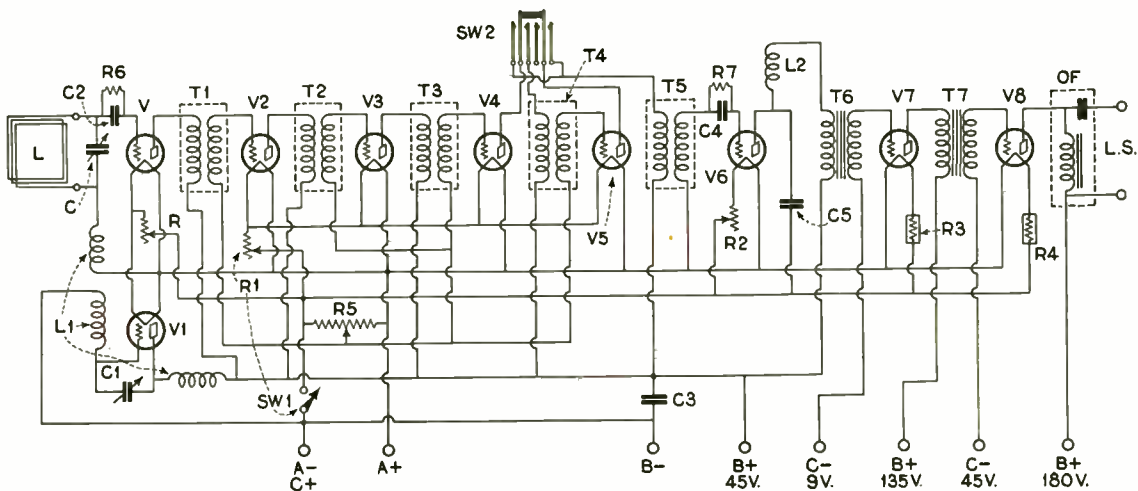 SW2
T4
R6
C2
V
T1
V2
T2
V3
T3
V4
T5
R7
L2
T6
V7
T7
V8
OF
L
C
C4
V6
L.S.
R
V5
C5
R1
R2
R3
R4
L1
V1
R5
C1
SW1
C3
A-
C+
A+
B-
B+
45V.
C-
9V.
B+
135V.
C-
45V.
B+
180V.